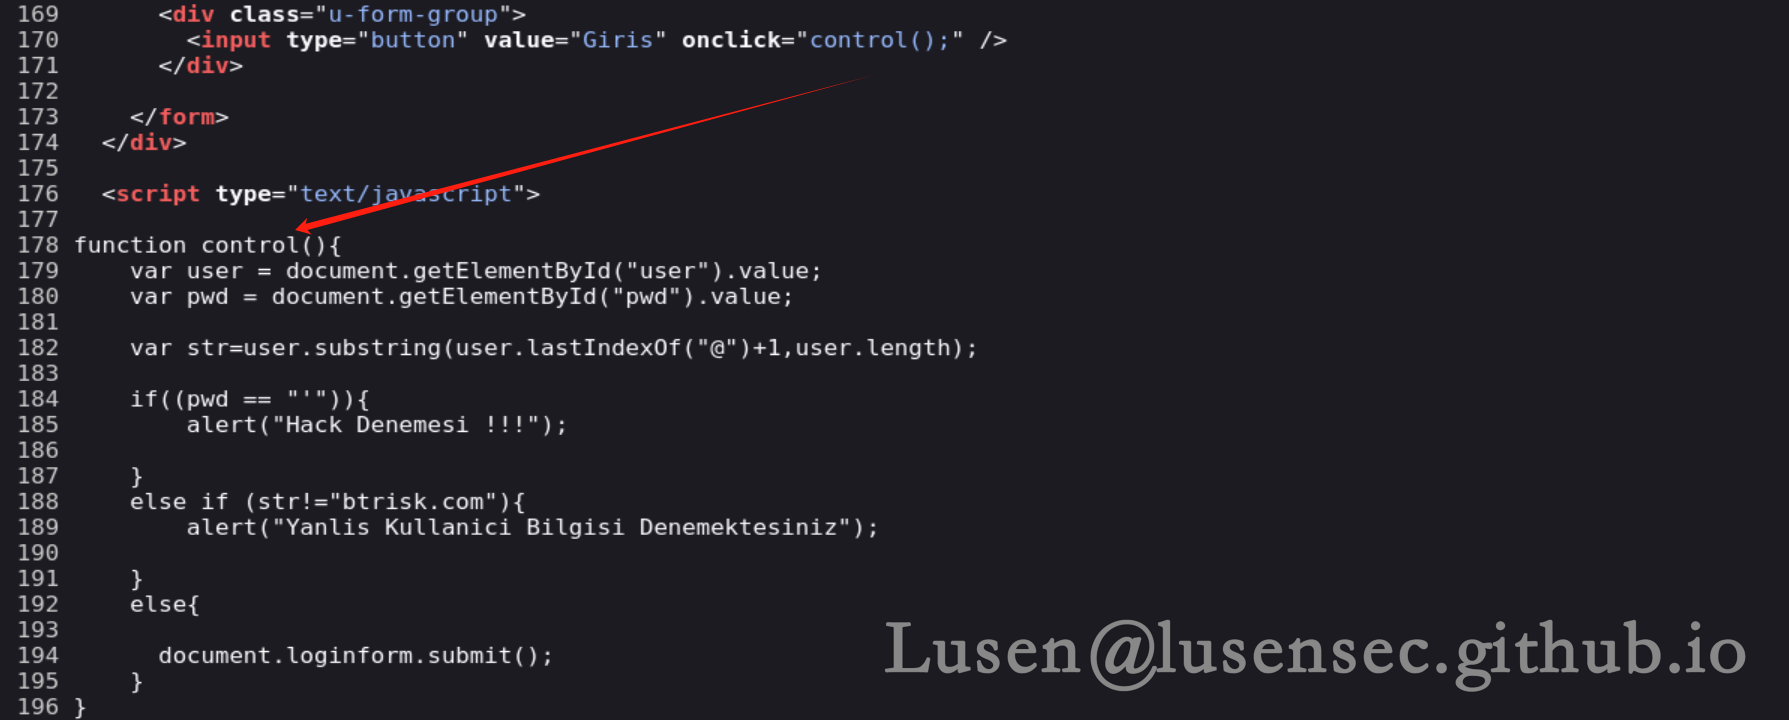 169       <div class="u-form-group">
170         <input type="button" value="Giris" onclick="control();" />
171       </div>
172
173     </form>
174   </div>
175
176   <script type="text/javascript">
177
178 function control(){
179     var user = document.getElementById("user").value;
180     var pwd = document.getElementById("pwd").value;
181
182     var str=user.substring(user.lastIndexOf("@")+1,user.length);
183
184     if((pwd == "'")){
185         alert("Hack Denemesi !!!");
186
187     }
188     else if (str!="btrisk.com"){
189         alert("Yanlis Kullanici Bilgisi Denemektesiniz");
190
191     }
192     else{
193
194       document.loginform.submit();
195     }
196 }
Lusen@lusensec.github.io